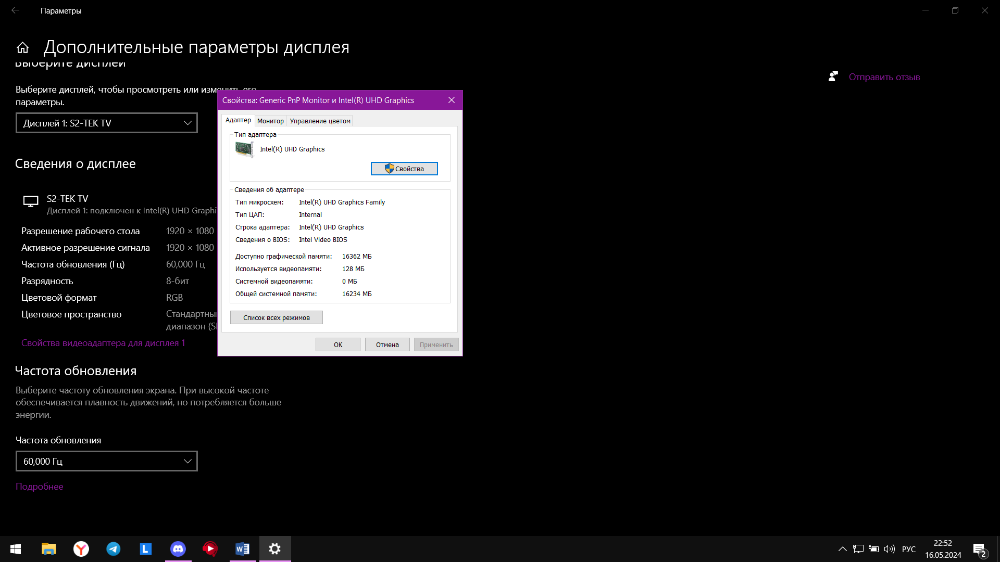 Параметры
Дополнительные параметры дисплея
Выберите дисплей
Отправить отзыв
Выберите дисплей, чтобы просмотреть или изменить его
параметры.
Дисплей 1: S2-TEK TV
Сведения о дисплее
S2-TEK TV
Дисплей 1: подключен к Intel(R) UHD Graphi
Разрешение рабочего стола 1920 × 1080
Активное разрешение сигнала 1920 × 1080
Частота обновления (Гц) 60,000 Гц
Разрядность 8-бит
Цветовой формат RGB
Цветовое пространство Стандартны
диапазон (S
Свойства видеоадаптера для дисплея 1
Частота обновления
Выберите частоту обновления экрана. При высокой частоте
обеспечивается плавность движений, но потребляется больше
энергии.
Частота обновления
60,000 Гц
Подробнее
Свойства: Generic PnP Monitor и Intel(R) UHD Graphics
Адаптер Монитор Управление цветом
Тип адаптера
Intel(R) UHD Graphics
Свойства
Сведения об адаптере
Тип микросхем: Intel(R) UHD Graphics Family
Тип ЦАП: Internal
Строка адаптера: Intel(R) UHD Graphics
Сведения о BIOS: Intel Video BIOS
Доступно графической памяти: 16362 МБ
Используется видеопамяти: 128 МБ
Системной видеопамяти: 0 МБ
Общей системной памяти: 16234 МБ
Список всех режимов
ОК Отмена Применить
L
РУС
22:52
16.05.2024
2